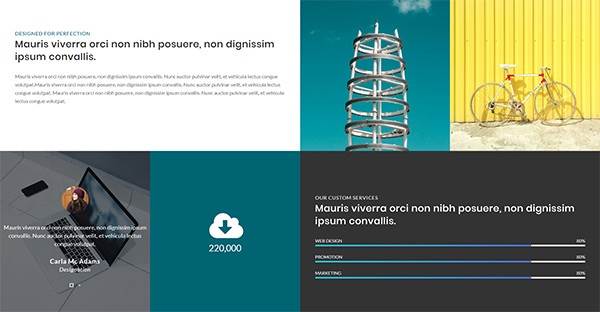 DESIGNED FOR PERFECTION
Mauris viverra orci non nibh posuere, non dignissim
ipsum convallis.
Mauris viverra orci non nibh posuere, non dignissim ipsum convallis. Nunc auctor pulvinar velit, et vehicula lectus congue
volutpat.Mauris viverra orci non nibh posuere, non dignissim ipsum convallis. Nunc auctor pulvinar velit, et vehicula lectus
congue volutpat. Mauris viverra orci non nibh posuere, non dignissim ipsum convallis. Nunc auctor pulvinar velit, et vehicula
lectus congue volutpat.
Mauris viverra orci non nibh posuere, non dignissim
ipsum convallis. Nunc auctor pulvinar velit, et vehicula lectus
congue volutpat.
Carla Mc Adams
Designation
220,000
OUR CUSTOM SERVICES
Mauris viverra orci non nibh posuere, non dignissim
ipsum convallis.
WEB DESIGN 80%
PROMOTION 80%
MARKETING 80%